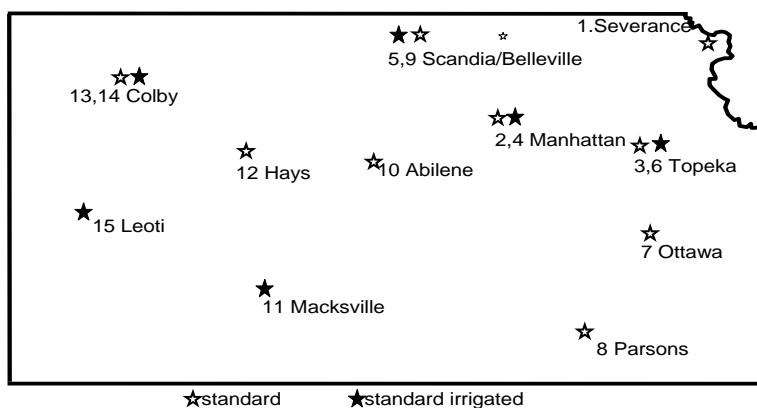 1.Severance
5,9 Scandia/Belleville
13,14 Colby
2,4 Manhattan
3,6 Topeka
12 Hays
10 Abilene
15 Leoti
7 Ottawa
11 Macksville
8 Parsons
standard
standard irrigated